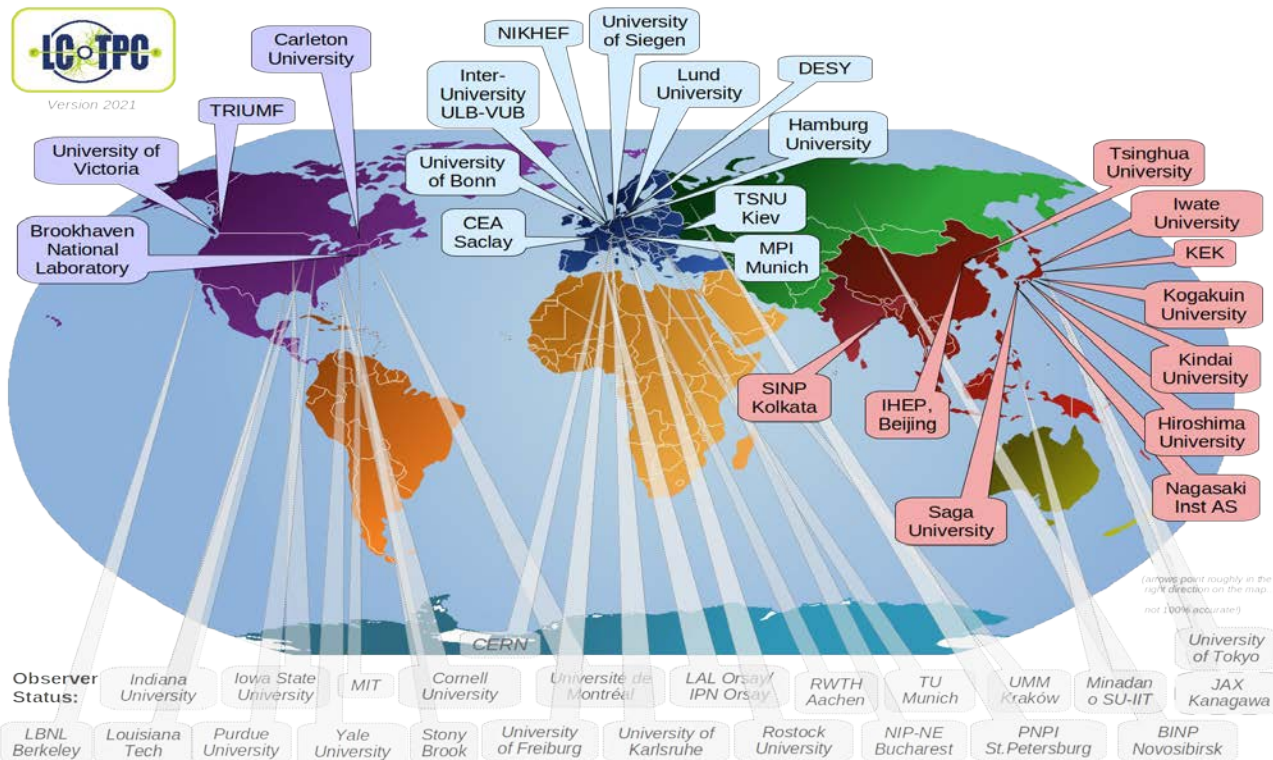 LC TPC
Version 2021
Carleton
University
TRIUMF
University of
Victoria
Brookhaven
National
Laboratory
NIKHEF
University
of Siegen
Inter-
University
ULB-VUB
Lund
University
DESY
Hamburg
University
University
of Bonn
CEA
Saclay
TSNU
Kiev
MPI
Munich
Tsinghua
University
Iwate
University
KEK
Kogakuin
University
Kindai
University
Hiroshima
University
Nagasaki
Inst AS
SINP
Kolkata
IHEP,
Beijing
Saga
University
(arrows point roughly in the
right direction on the map.
not 100% accurate!)
CERN
University
of Tokyo
Observer
Status:
Indiana
University
Iowa State
University
MIT
Cornell
University
Université de
Montréal
LAL Orsay/
IPN Orsay
RWTH
Aachen
TU
Munich
UMM
Kraków
Minadan
o SU-IIT
JAX
Kanagawa
LBNL
Berkeley
Louisiana
Tech
Purdue
University
Yale
University
Stony
Brook
University
of Freiburg
University of
Karlsruhe
Rostock
University
NIP-NE
Bucharest
PNPI
St.Petersburg
BINP
Novosibirsk